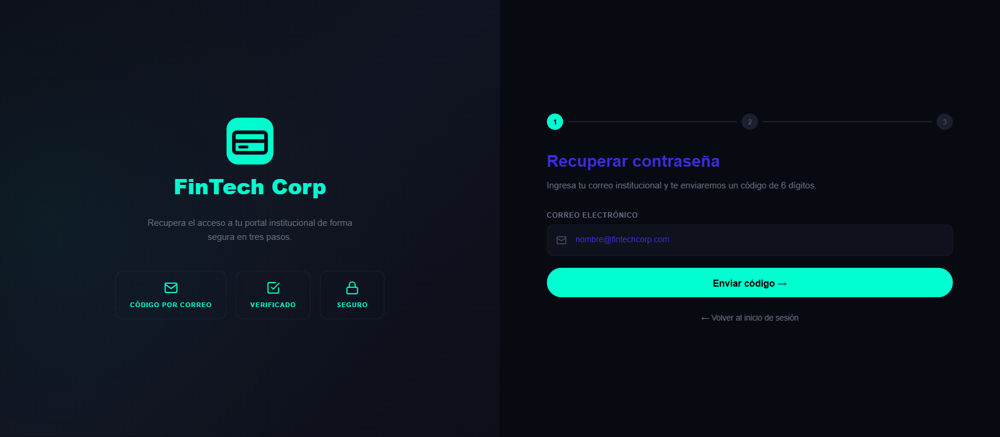 FinTech Corp
Recupera el acceso a tu portal institucional de forma
segura en tres pasos.
CÓDIGO POR CORREO
VERIFICADO
SEGURO
1
2
3
Recuperar contraseña
Ingresa tu correo institucional y te enviaremos un código de 6 dígitos.
CORREO ELECTRÓNICO
nombre@fintechcorp.com
Enviar código →
← Volver al inicio de sesión